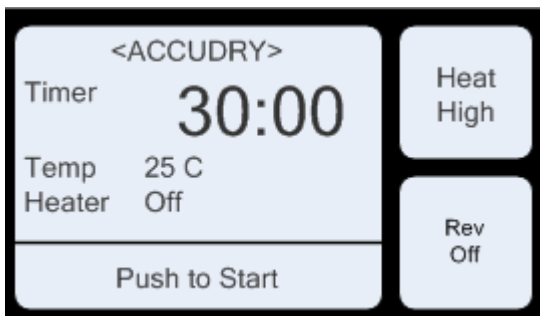 <ACCUDRY>
Timer 30:00
Temp 25 C
Heater Off
Push to Start
Heat
High
Rev
Off